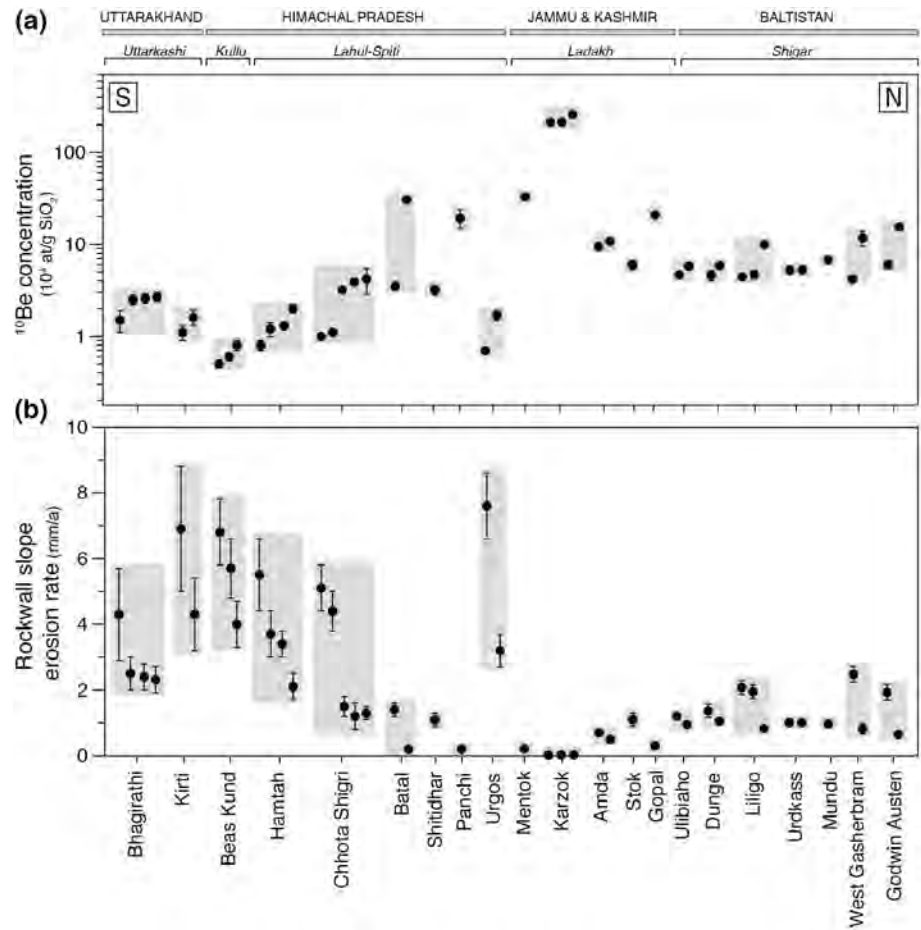 (a)
UTTARAKHAND HIMACHAL PRADESH JAMMU & KASHMIR BALTISTAN
Uttarkashi Kullu Lahul-Spiti Ladakh Shigar
S N
¹⁰Be concentration
(10⁴ at/g SiO₂)
100
10
1
(b)
Rockwall slope
erosion rate (mm/a)
10
8
6
4
2
0
Bhagirathi
Kirti
Beas Kund
Hamtah
Chhota Shigri
Batal
Shitidhar
Panchi
Urgos
Mentok
Karzok
Amda
Stok
Gopal
Ulibiaho
Dunge
Liligo
Urdkass
Mundu
West Gasherbram
Godwin Austen